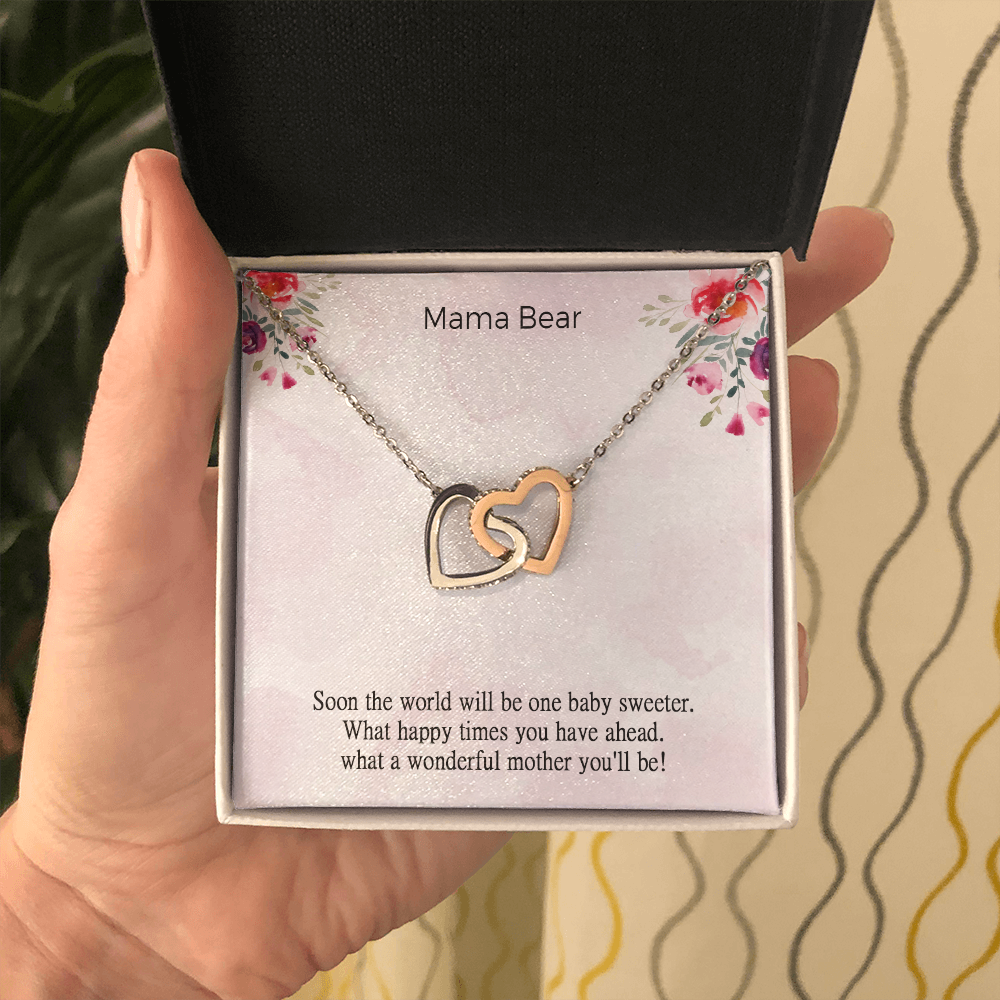 Mama Bear
Soon the world will be one baby sweeter.
What happy times you have ahead.
what a wonderful mother you'll be!